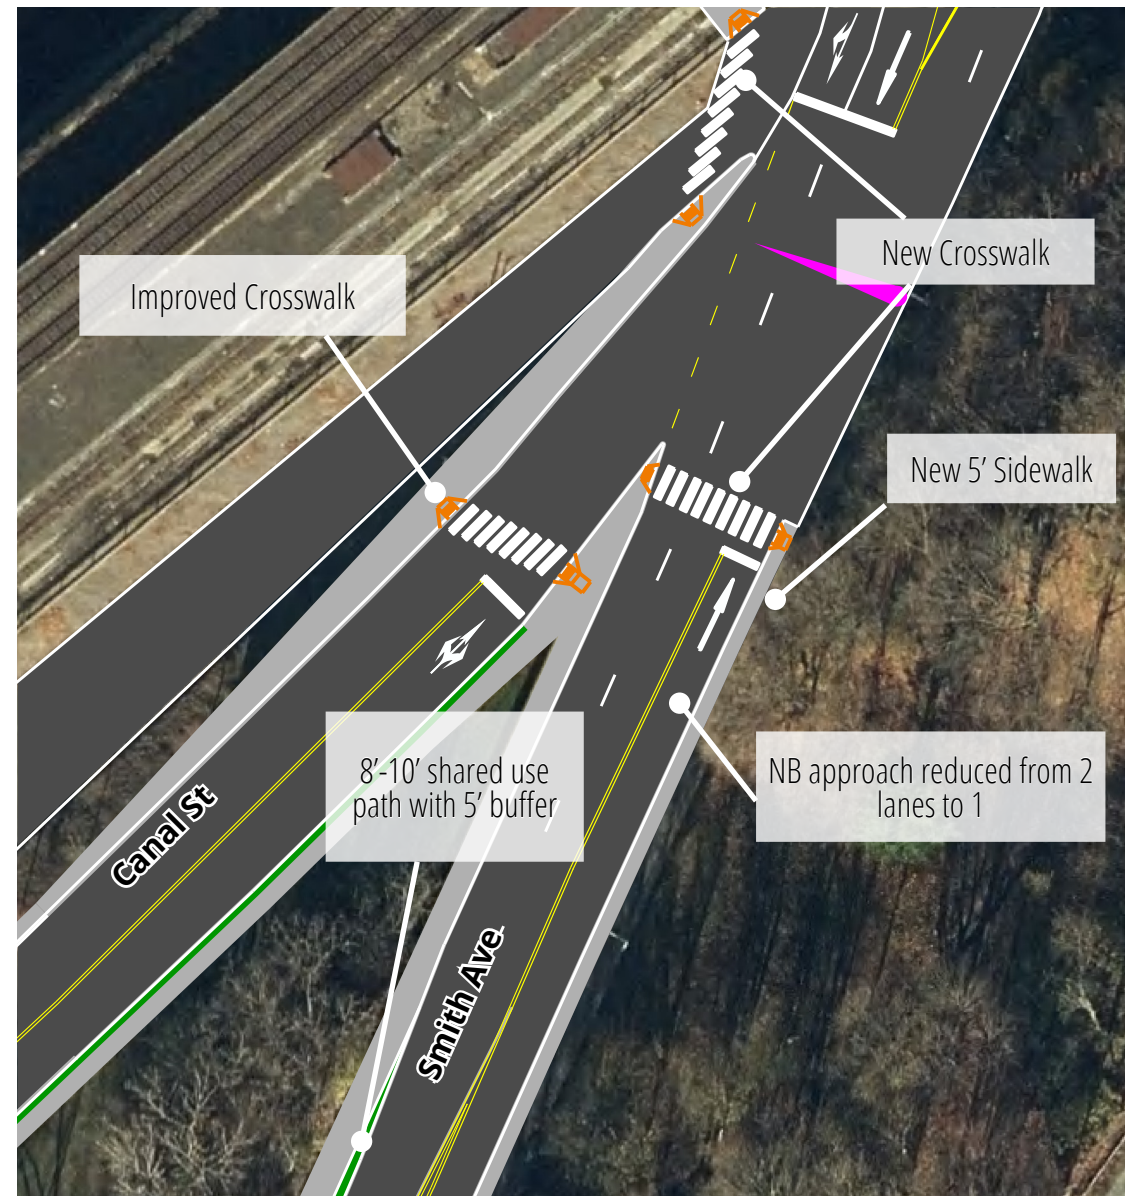 New Crosswalk
Improved Crosswalk
New 5’ Sidewalk
8’-10’ shared use
path with 5’ buffer
NB approach reduced from 2
lanes to 1
Canal St
Smith Ave